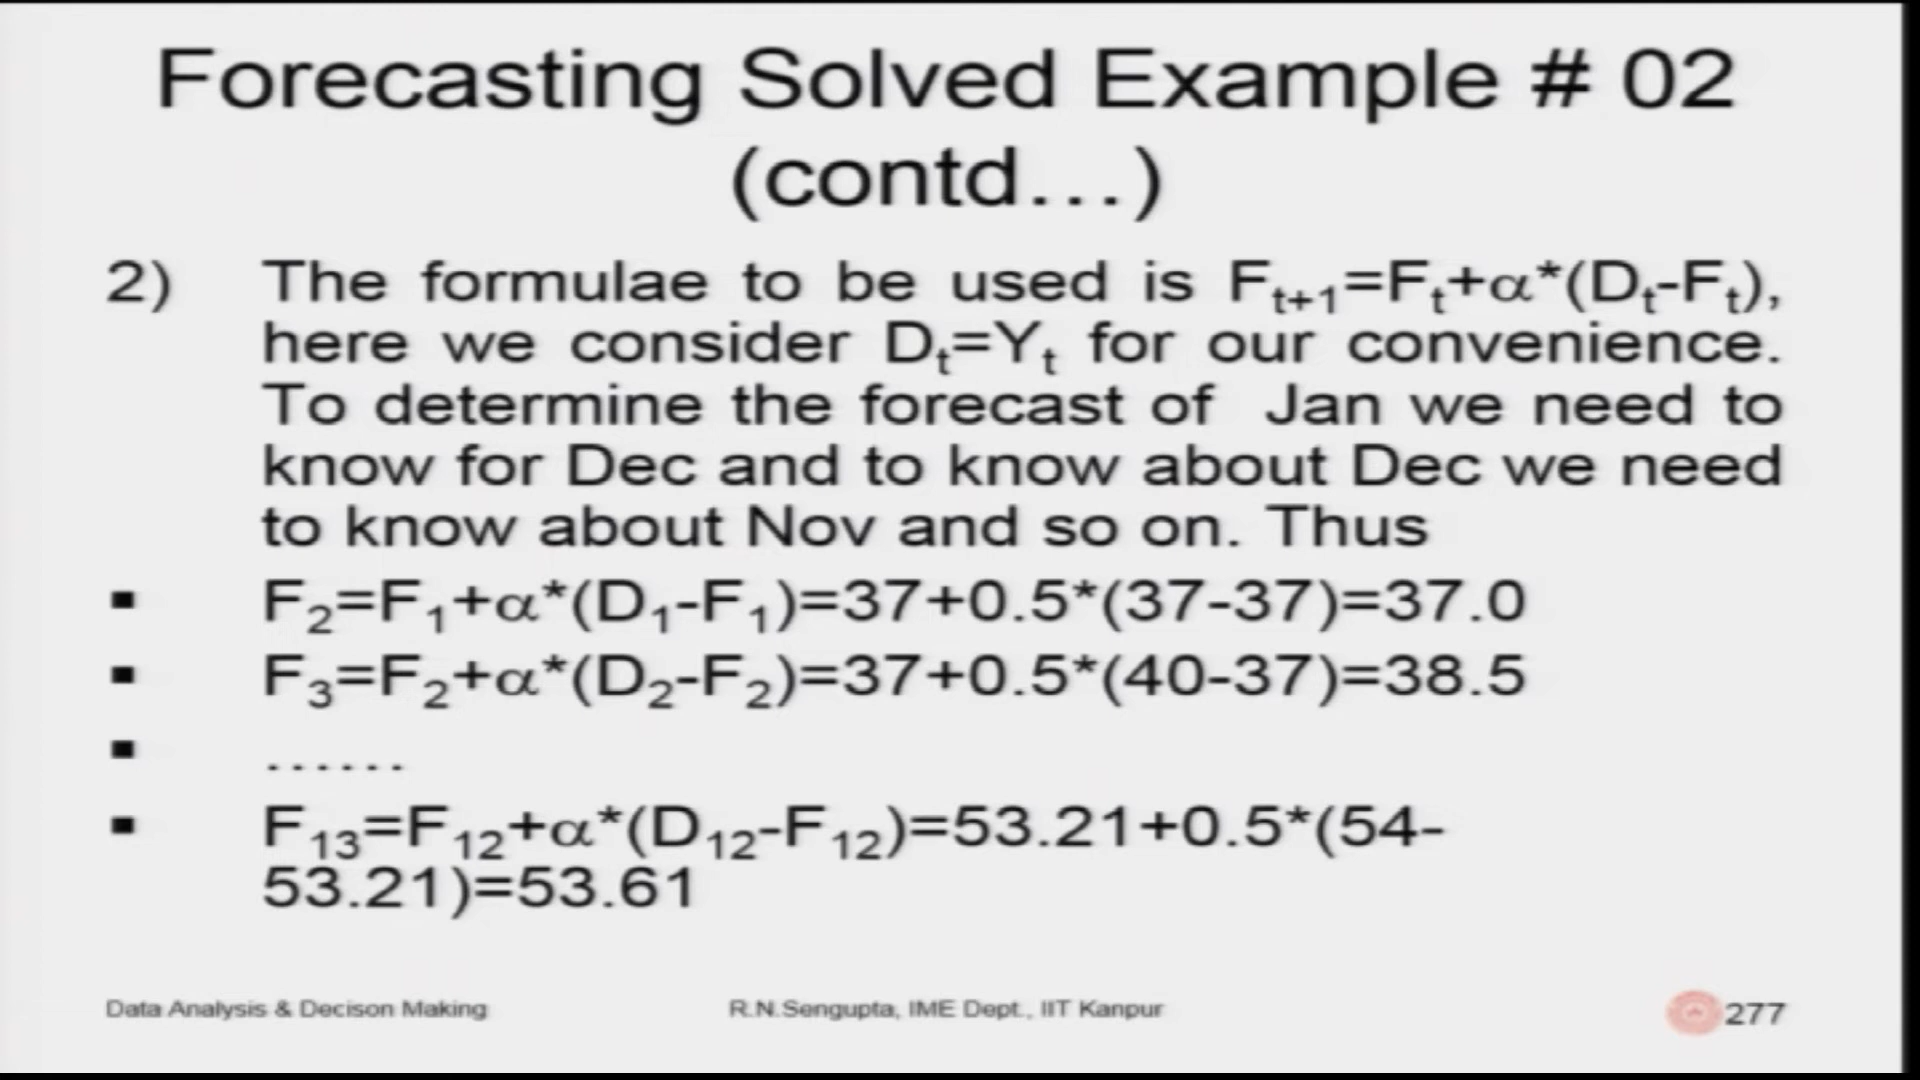 Forecasting Solved Example # 02
(contd...)
2) The formulae to be used is Fₜ₊₁=Fₜ+α*(Dₜ-Fₜ),
here we consider Dₜ=Yₜ for our convenience.
To determine the forecast of Jan we need to
know for Dec and to know about Dec we need
to know about Nov and so on. Thus
▪ F₂=F₁+α*(D₁-F₁)=37+0.5*(37-37)=37.0
▪ F₃=F₂+α*(D₂-F₂)=37+0.5*(40-37)=38.5
▪ ......
▪ F₁₃=F₁₂+α*(D₁₂-F₁₂)=53.21+0.5*(54-
53.21)=53.61
Data Analysis & Decison Making R.N.Sengupta, IME Dept., IIT Kanpur 277